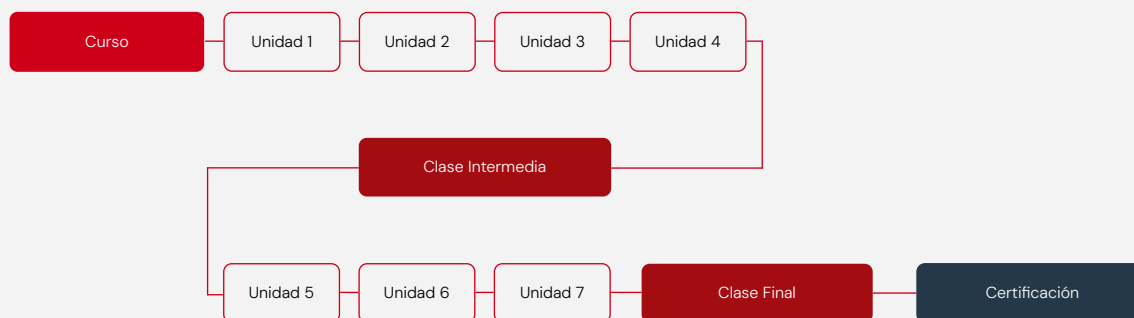 Curso
Unidad 1
Unidad 2
Unidad 3
Unidad 4
Clase Intermedia
Unidad 5
Unidad 6
Unidad 7
Clase Final
Certificación